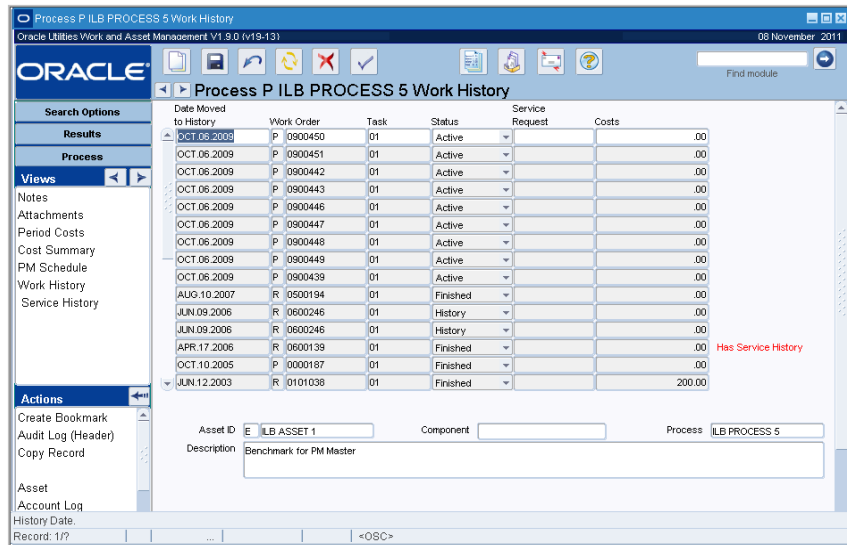 Process P ILB PROCESS 5 Work History
Oracle Utilities Work and Asset Management V1.9.0 (v19-13) 08 November 2011
ORACLE
Find module
Process P ILB PROCESS 5 Work History
Search Options
Results
Process
Views
Notes
Attachments
Period Costs
Cost Summary
PM Schedule
Work History
Service History
Actions
Create Bookmark
Audit Log (Header)
Copy Record
Asset
Account Log
Date Moved Service
to History Work Order Task Status Request Costs
OCT.06.2009 P 0900450 01 Active .00
OCT.06.2009 P 0900451 01 Active .00
OCT.06.2009 P 0900442 01 Active .00
OCT.06.2009 P 0900443 01 Active .00
OCT.06.2009 P 0900446 01 Active .00
OCT.06.2009 P 0900447 01 Active .00
OCT.06.2009 P 0900448 01 Active .00
OCT.06.2009 P 0900449 01 Active .00
OCT.06.2009 P 0900439 01 Active .00
AUG.10.2007 R 0500194 01 Finished .00
JUN.09.2006 R 0600246 01 History .00
JUN.09.2006 R 0600246 01 History .00
APR.17.2006 R 0600139 01 Finished .00 Has Service History
OCT.10.2005 P 0000187 01 Finished .00
JUN.12.2003 R 0101038 01 Finished 200.00
Asset ID E ILB ASSET 1 Component Process ILB PROCESS 5
Description Benchmark for PM Master
History Date.
Record: 1/? ... <OSC>